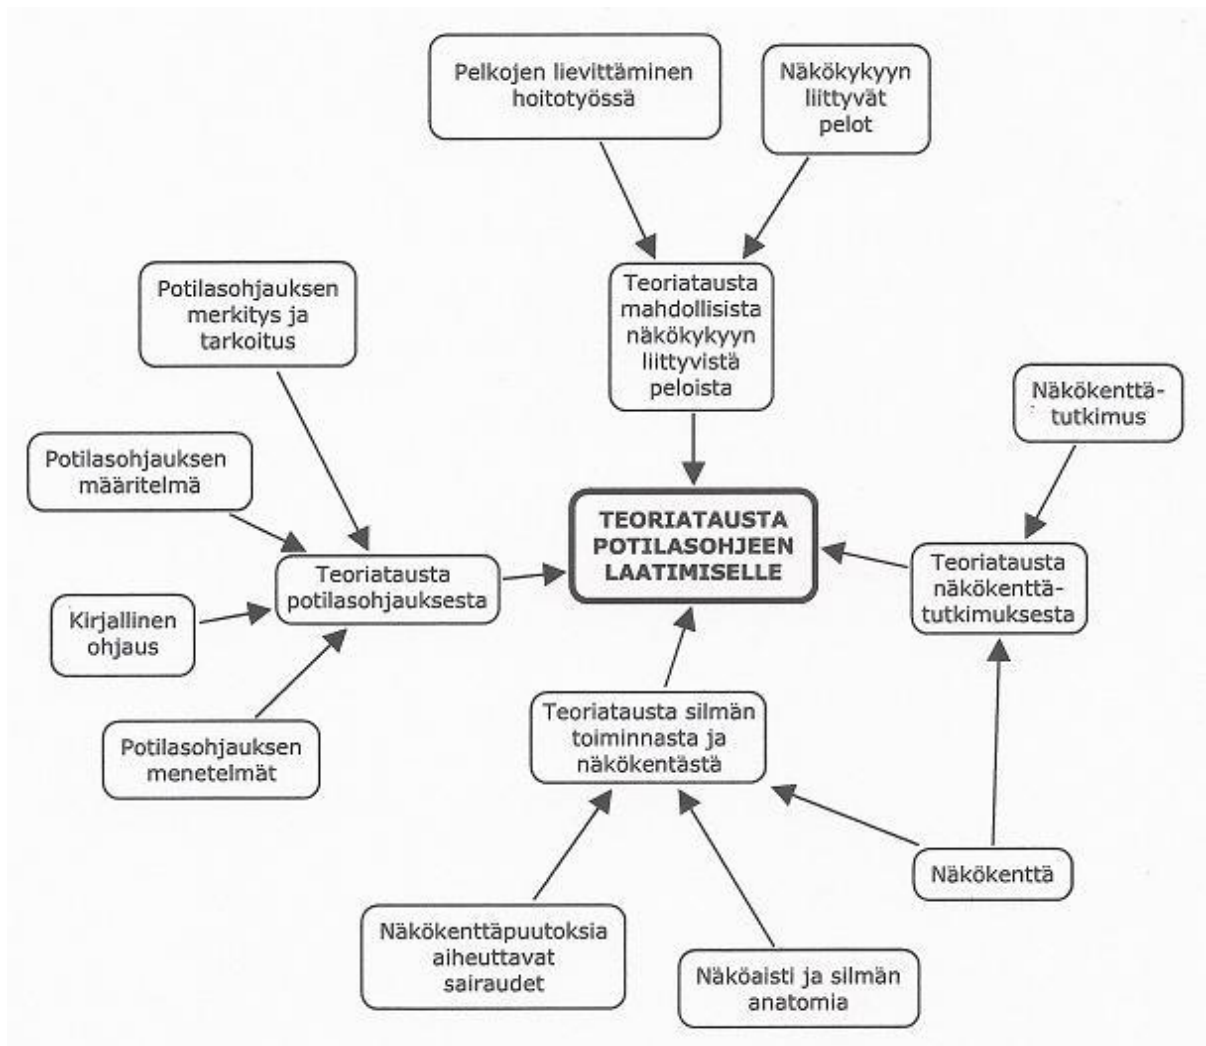 Pelkojen lievittäminen
hoitotyössä
Näkökykyyn
liittyvät
pelot
Teoriatausta
mahdollisista
näkökykyyn
liittyvistä
peloista
Potilasohjauksen
merkitys ja
tarkoitus
Näkökenttä-
tutkimus
Potilasohjauksen
määritelmä
TEORIATAUSTA
POTILASOHJEEN
LAATIMISELLE
Teoriatausta
potilasohjauksesta
Teoriatausta
näkökenttä-
tutkimuksesta
Kirjallinen
ohjaus
Potilasohjauksen
menetelmät
Teoriatausta silmän
toiminnasta ja
näkökentästä
Näkökenttä
Näkökenttäpuutoksia
aiheuttavat
sairaudet
Näköaisti ja silmän
anatomia